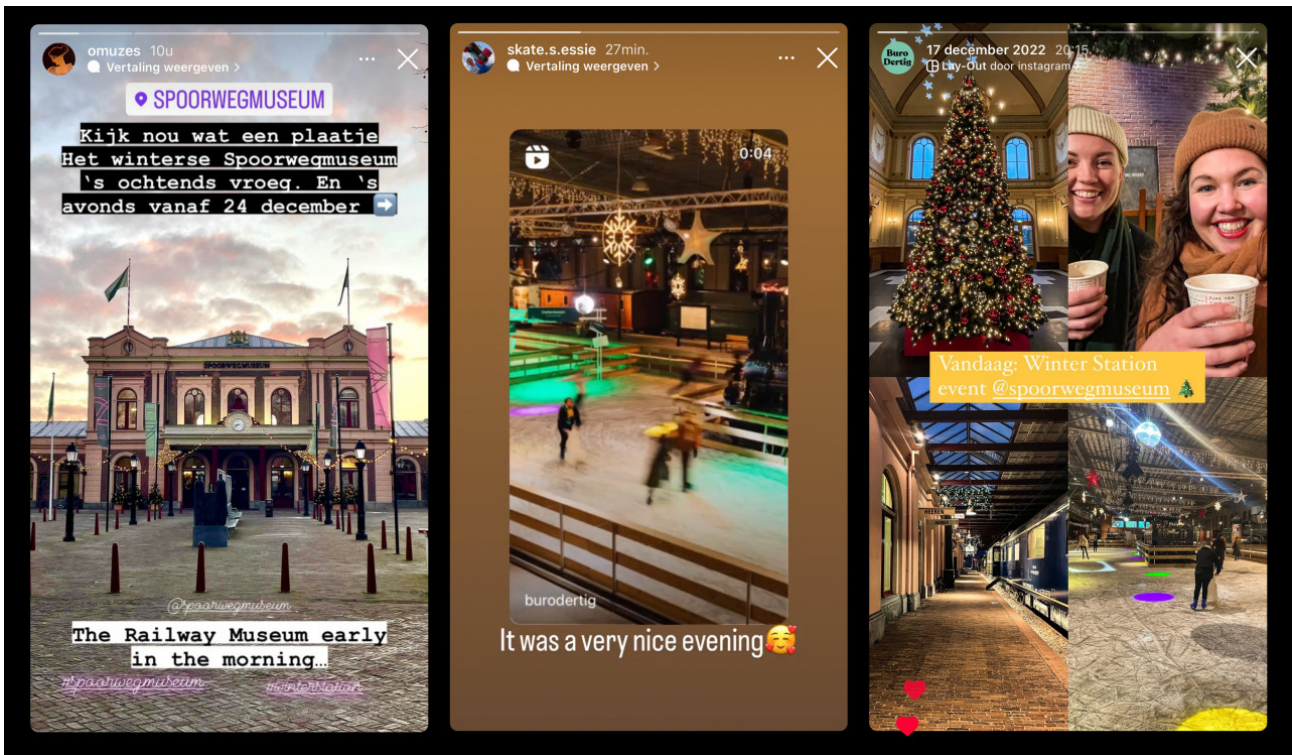 omuzes 10u
Vertaling weergeven >
SPOORWEGMUSEUM
Kijk nou wat een plaatje
Het winterse Spoorwegmuseum
‘s ochtends vroeg. En ‘s
avonds vanaf 24 december ➡️
SPOORWEGMUSEUM
@spoorwegmuseum
The Railway Museum early
in the morning…
#spoorwegmuseum #winterstation
skate.s.essie 27min.
Vertaling weergeven >
0:04
burodertig
It was a very nice evening🥰
Buro
Dertig
17 december 2022 20:15
Lay-Out door instagram
Vandaag: Winter Station
event @spoorwegmuseum 🎄
HEEREN